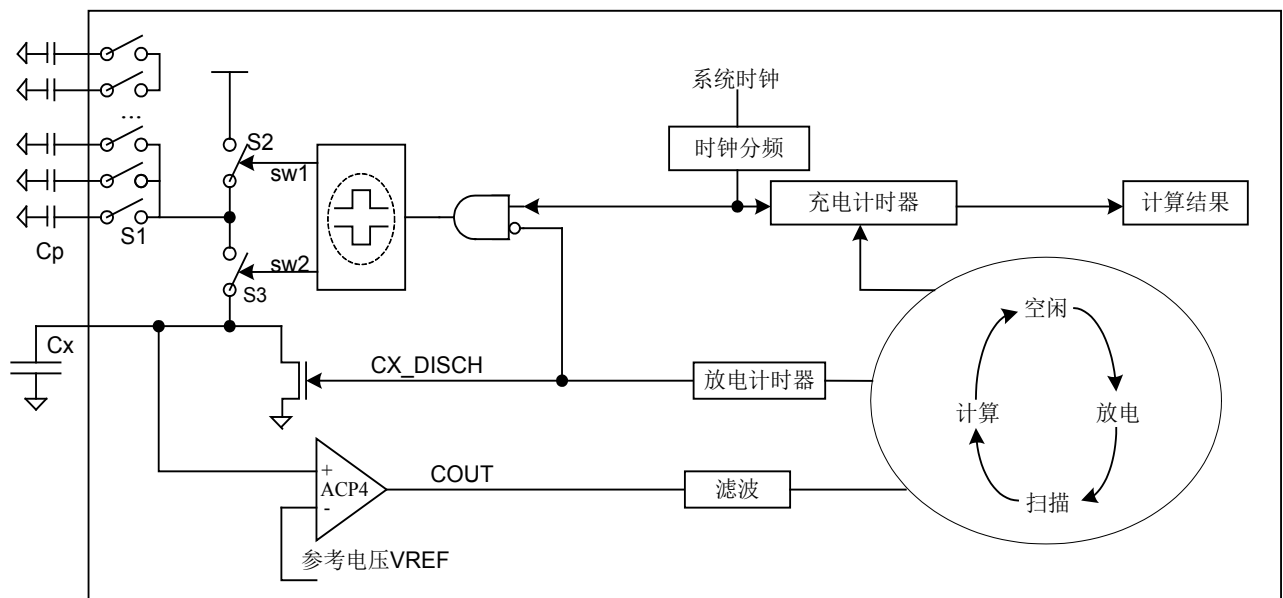 系统时钟
...
S2
时钟分频
sw1
充电计时器
计算结果
S1
Cp
sw2
S3
空闲
Cx
CX_DISCH
放电计时器
计算
放电
+
ACP4
-
COUT
滤波
扫描
参考电压VREF